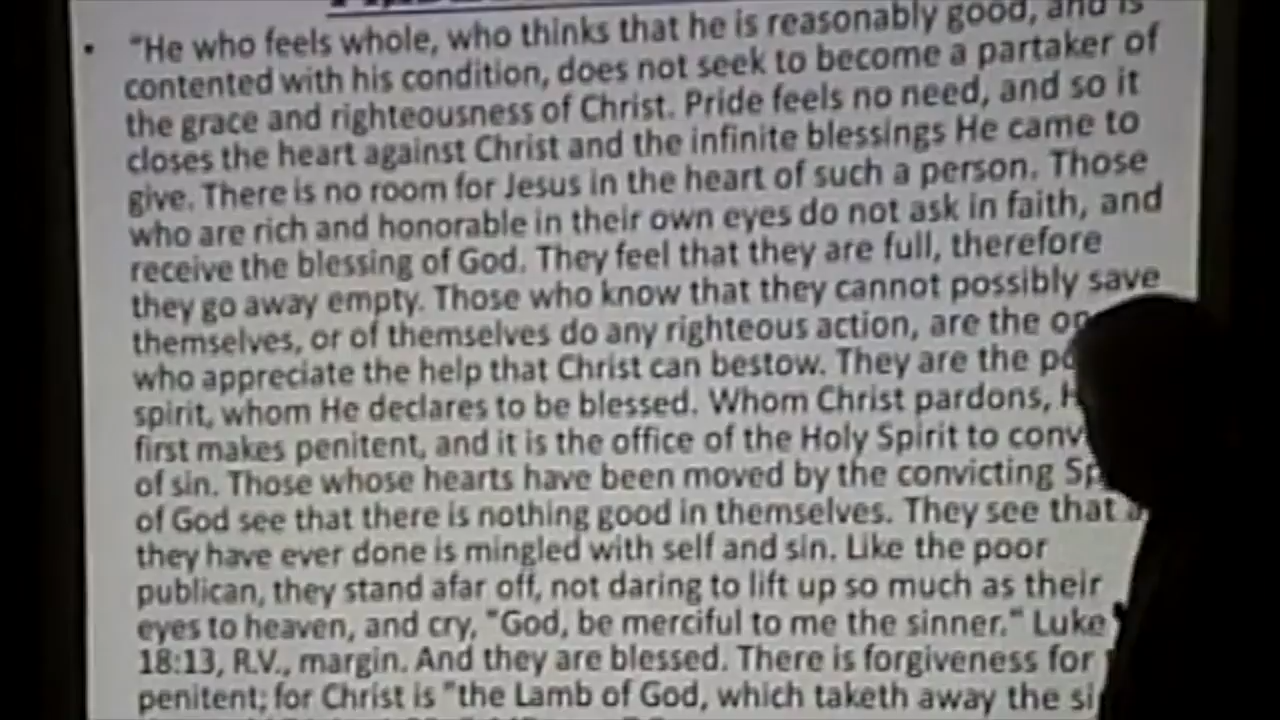 • "He who feels whole, who thinks that he is reasonably good, and is
contented with his condition, does not seek to become a partaker of
the grace and righteousness of Christ. Pride feels no need, and so it
closes the heart against Christ and the infinite blessings He came to
give. There is no room for Jesus in the heart of such a person. Those
who are rich and honorable in their own eyes do not ask in faith, and
receive the blessing of God. They feel that they are full, therefore
they go away empty. Those who know that they cannot possibly save
themselves, or of themselves do any righteous action, are the
who appreciate the help that Christ can bestow. They are the
spirit, whom He declares to be blessed. Whom Christ pardons,
first makes penitent, and it is the office of the Holy Spirit to
of sin. Those whose hearts have been moved by the convicting
of God see that there is nothing good in themselves. They see that
they have ever done is mingled with self and sin. Like the poor
publican, they stand afar off, not daring to lift up so much as their
eyes to heaven, and cry, "God, be merciful to me the sinner." Luke
18:13, R.V., margin. And they are blessed. There is forgiveness for
penitent; for Christ is "the Lamb of God, which taketh away the